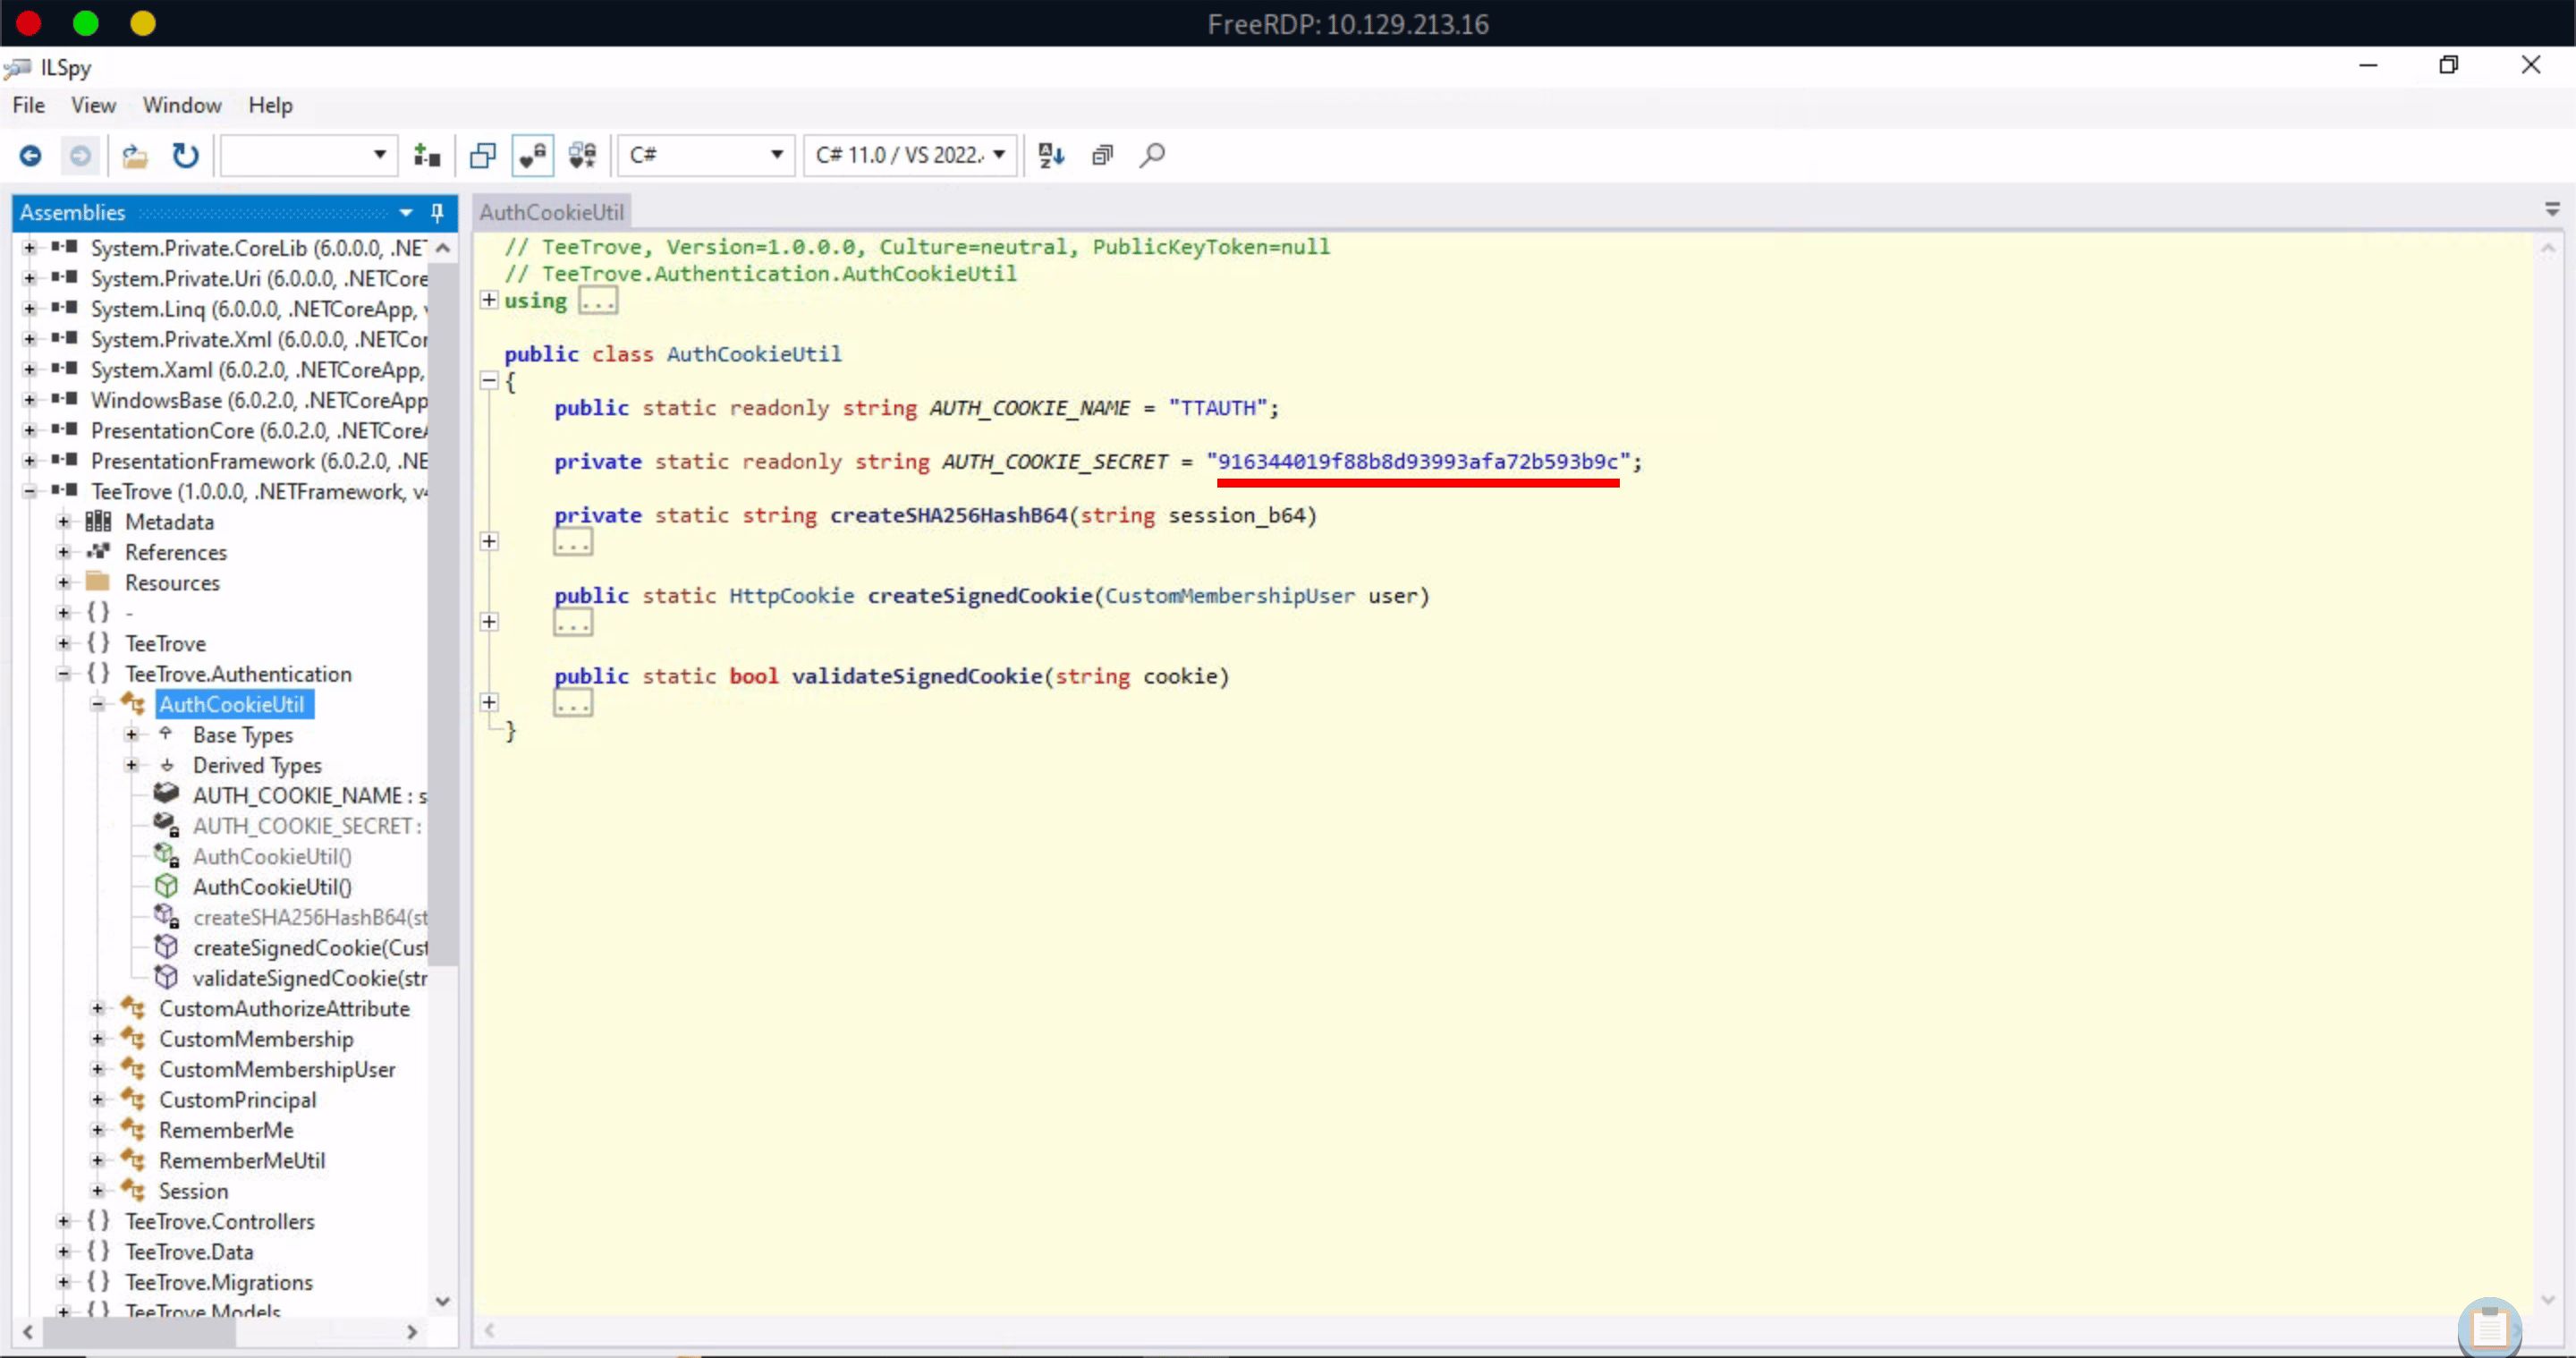 FreeRDP: 10.129.213.16
ILSpy
File View Window Help
C# C# 11.0 / VS 2022.
Assemblies
System.Private.CoreLib (6.0.0.0, .NET
System.Private.Uri (6.0.0.0, .NETCore
System.Linq (6.0.0.0, .NETCoreApp,
System.Private.Xml (6.0.0.0, .NETCor
System.Xaml (6.0.2.0, .NETCoreApp,
WindowsBase (6.0.2.0, .NETCoreApp
PresentationCore (6.0.2.0, .NETCore
PresentationFramework (6.0.2.0, .NE
TeeTrove (1.0.0.0, .NETFramework, v4
Metadata
References
Resources
{ } -
{ } TeeTrove
{ } TeeTrove.Authentication
AuthCookieUtil
Base Types
Derived Types
AUTH_COOKIE_NAME : s
AUTH_COOKIE_SECRET :
AuthCookieUtil()
AuthCookieUtil()
createSHA256HashB64(st
createSignedCookie(Cust
validateSignedCookie(str
CustomAuthorizeAttribute
CustomMembership
CustomMembershipUser
CustomPrincipal
RememberMe
RememberMeUtil
Session
{ } TeeTrove.Controllers
{ } TeeTrove.Data
{ } TeeTrove.Migrations
{ } TeeTrove.Models
AuthCookieUtil
// TeeTrove, Version=1.0.0.0, Culture=neutral, PublicKeyToken=null
// TeeTrove.Authentication.AuthCookieUtil
using ...
public class AuthCookieUtil
{
public static readonly string AUTH_COOKIE_NAME = "TTAUTH";
private static readonly string AUTH_COOKIE_SECRET = "916344019f88b8d93993afa72b593b9c";
private static string createSHA256HashB64(string session_b64)
...
public static HttpCookie createSignedCookie(CustomMembershipUser user)
...
public static bool validateSignedCookie(string cookie)
...
}